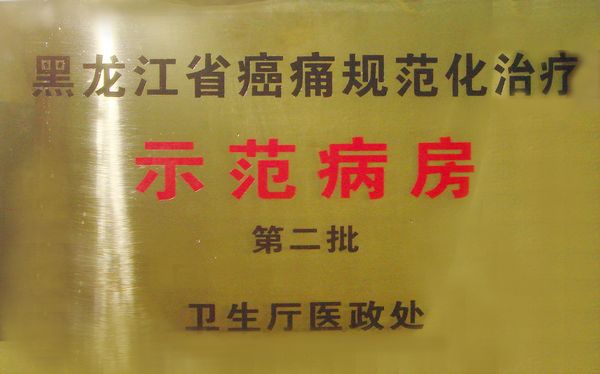 黑龙江省癌痛规范化治疗
示范病房
第二批
卫生厅医政处